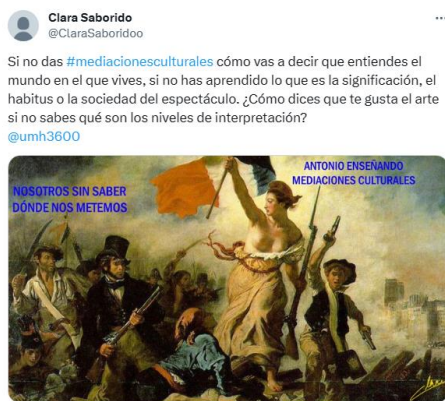 Clara Saborido
@ClaraSaboridoo
Si no das #mediacionesculturales cómo vas a decir que entiendes el
mundo en el que vives, si no has aprendido lo que es la significación, el
habitus o la sociedad del espectáculo. ¿Cómo dices que te gusta el arte
si no sabes qué son los niveles de interpretación?
@umh3600
NOSOTROS SIN SABER
DÓNDE NOS METEMOS
ANTONIO ENSEÑANDO
MEDIACIONES CULTURALES